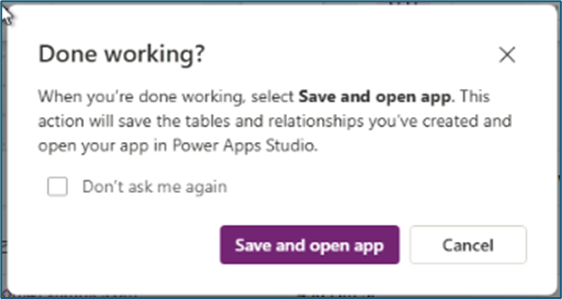 Done working?
When you're done working, select Save and open app. This
action will save the tables and relationships you've created and
open your app in Power Apps Studio.
Don't ask me again
Save and open app
Cancel